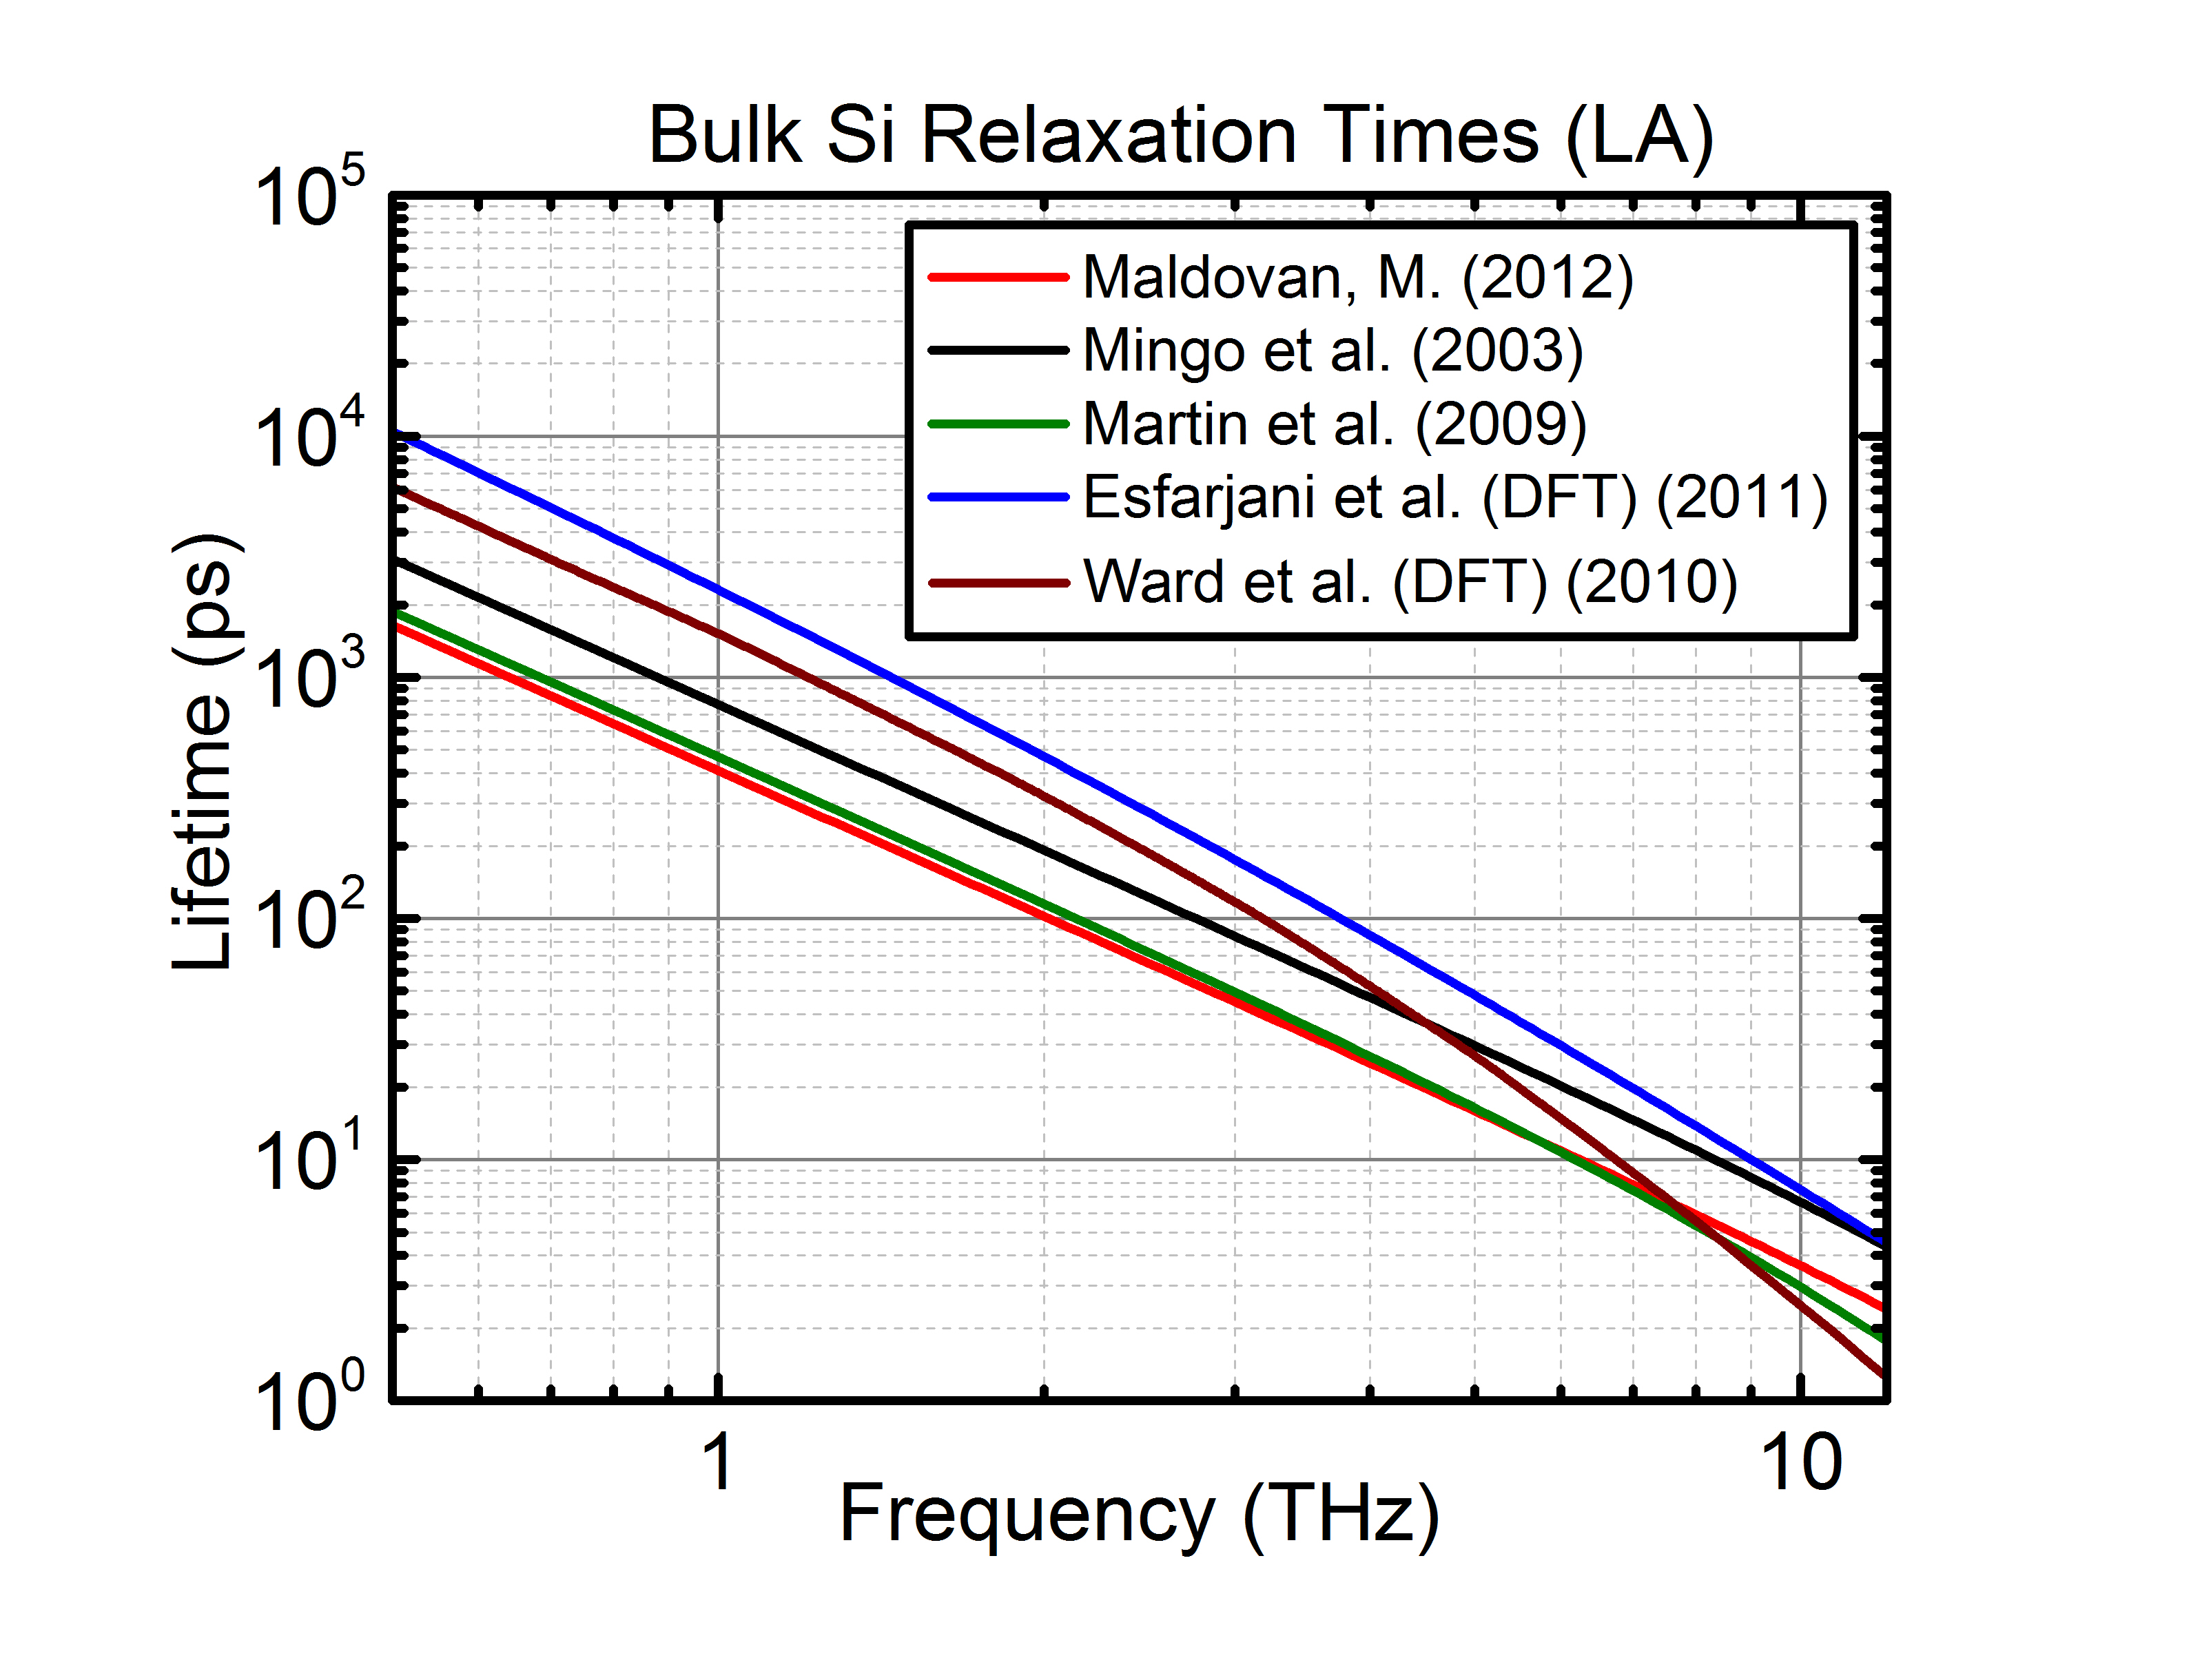 Bulk Si Relaxation Times (LA)
10^5
10^4
10^3
10^2
10^1
10^0
Lifetime (ps)
Maldovan, M. (2012)
Mingo et al. (2003)
Martin et al. (2009)
Esfarjani et al. (DFT) (2011)
Ward et al. (DFT) (2010)
1 10
Frequency (THz)